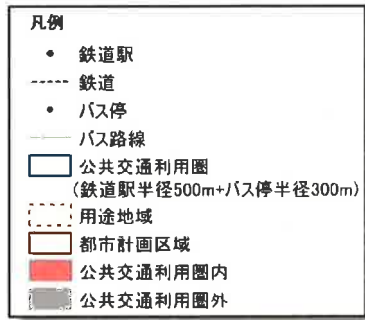 凡例
鉄道駅
鉄道
バス停
バス路線
公共交通利用圏
(鉄道駅半径500m+バス停半径300m)
用途地域
都市計画区域
公共交通利用圏内
公共交通利用圏外